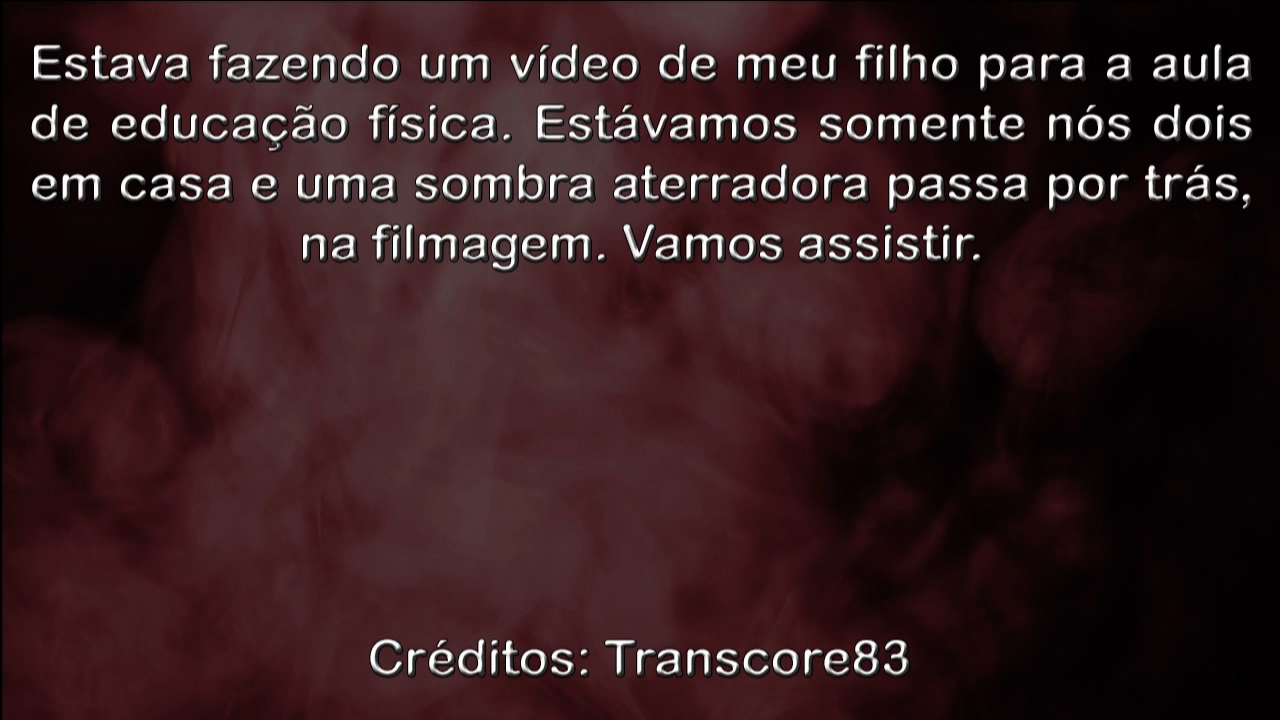 Estava fazendo um vídeo de meu filho para a aula
de educação física. Estávamos somente nós dois
em casa e uma sombra aterradora passa por trás,
na filmagem. Vamos assistir.
Créditos: Transcore83